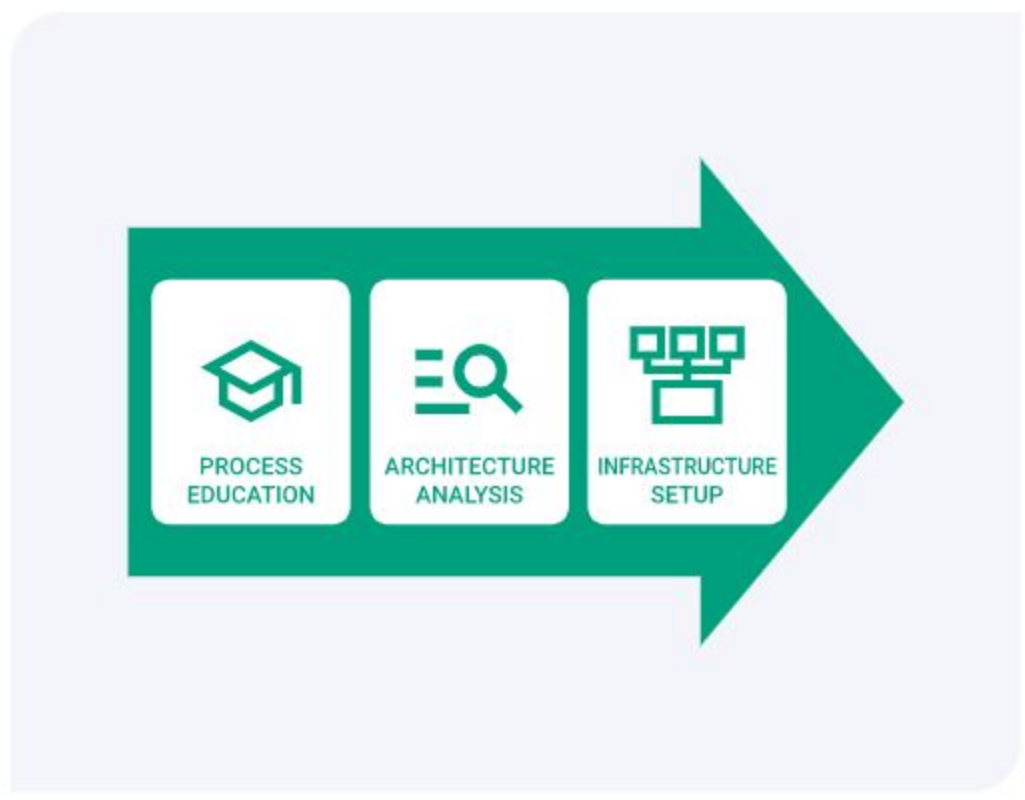 PROCESS
EDUCATION
ARCHITECTURE
ANALYSIS
INFRASTRUCTURE
SETUP